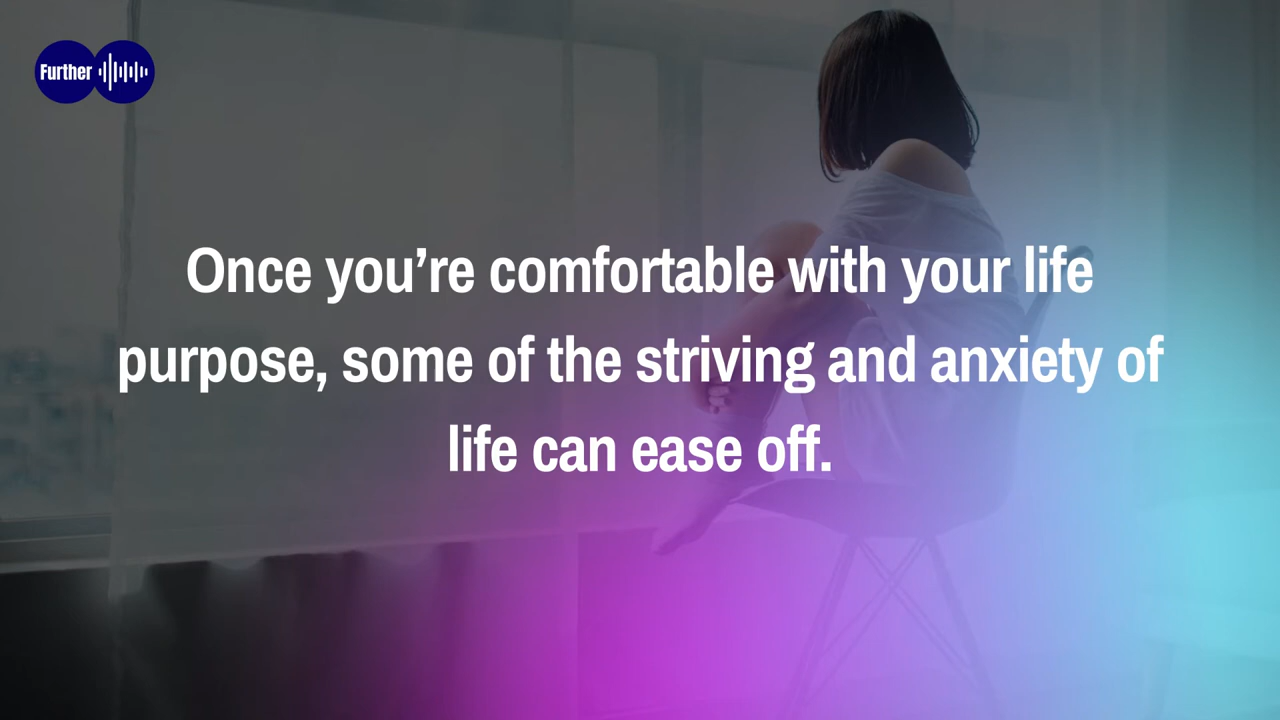 Further
Once you’re comfortable with your life
purpose, some of the striving and anxiety of
life can ease off.